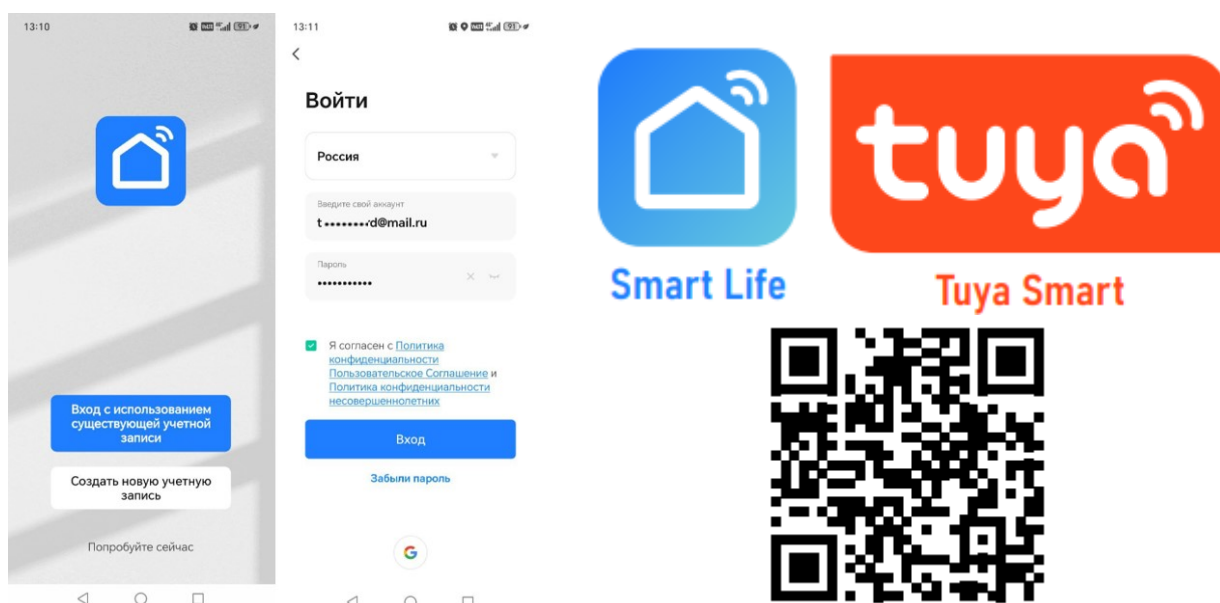 13:10
Вход с использованием
существующей учетной
записи
Создать новую учетную
запись
Попробуйте сейчас
13:11
Войти
Россия
Введите свой аккаунт
t••••••••d@mail.ru
Пароль
•••••••••••
Я согласен с Политика
конфиденциальности
Пользовательское Соглашение и
Политика конфиденциальности
несовершеннолетних
Вход
Забыли пароль
G
Smart Life
tuya
Tuya Smart